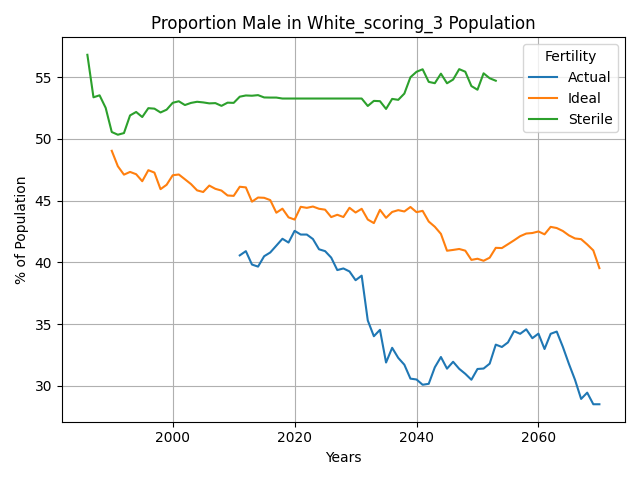 Proportion Male in White_scoring_3 Population
Fertility
Actual
Ideal
Sterile
% of Population
55
50
45
40
35
30
2000
2020
2040
2060
Years